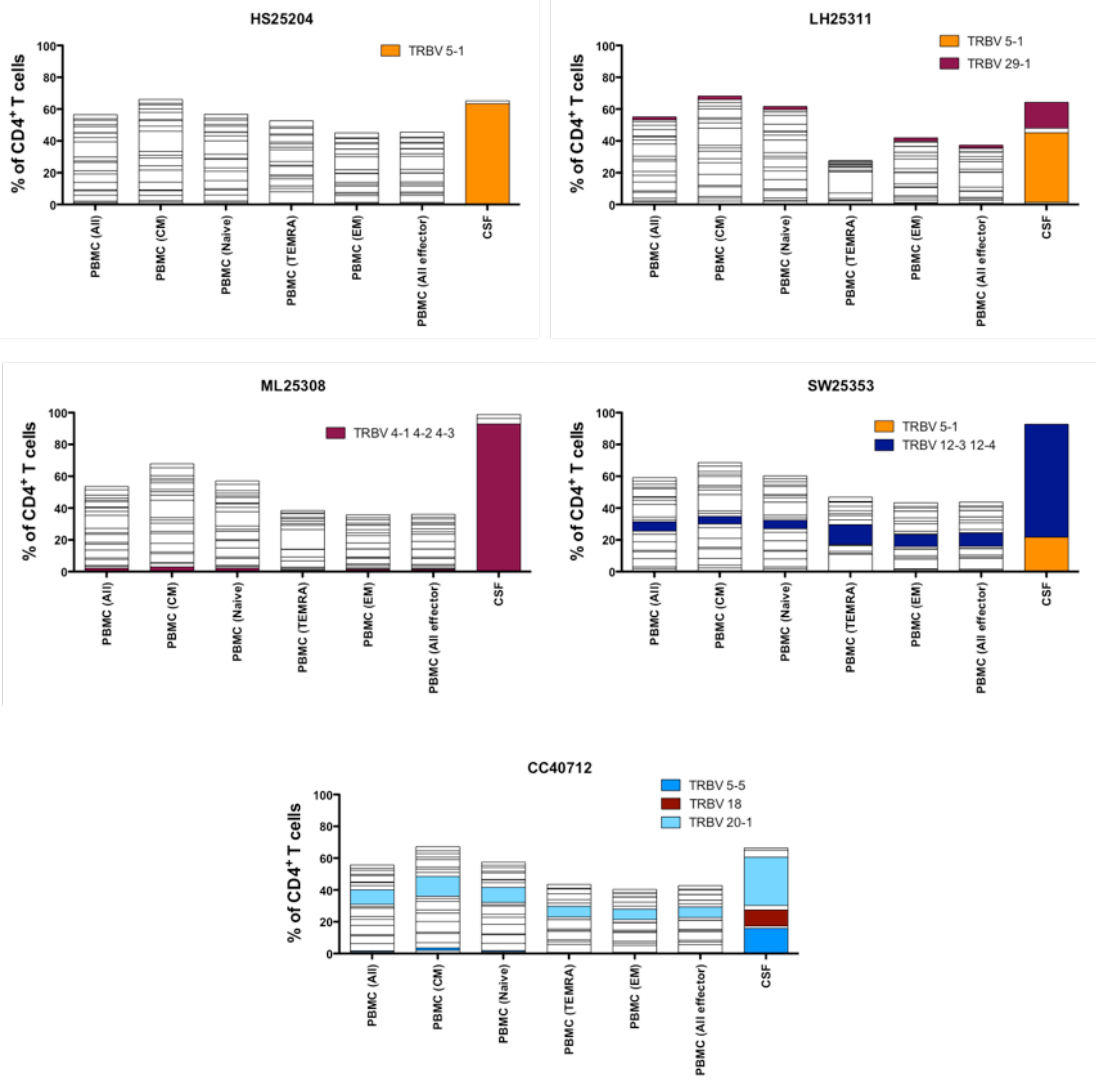 HS25204
TRBV 5-1
% of CD4⁺ T cells
100
80
60
40
20
0
PBMC (All)
PBMC (CM)
PBMC (Naive)
PBMC (TEMRA)
PBMC (EM)
PBMC (All effector)
CSF
LH25311
TRBV 5-1
TRBV 29-1
% of CD4⁺ T cells
100
80
60
40
20
0
PBMC (All)
PBMC (CM)
PBMC (Naive)
PBMC (TEMRA)
PBMC (EM)
PBMC (All effector)
CSF
ML25308
TRBV 4-1 4-2 4-3
% of CD4⁺ T cells
100
80
60
40
20
0
PBMC (All)
PBMC (CM)
PBMC (Naive)
PBMC (TEMRA)
PBMC (EM)
PBMC (All effector)
CSF
SW25353
TRBV 5-1
TRBV 12-3 12-4
% of CD4⁺ T cells
100
80
60
40
20
0
PBMC (All)
PBMC (CM)
PBMC (Naive)
PBMC (TEMRA)
PBMC (EM)
PBMC (All effector)
CSF
CC40712
TRBV 5-5
TRBV 18
TRBV 20-1
% of CD4⁺ T cells
100
80
60
40
20
0
PBMC (All)
PBMC (CM)
PBMC (Naive)
PBMC (TEMRA)
PBMC (EM)
PBMC (All effector)
CSF